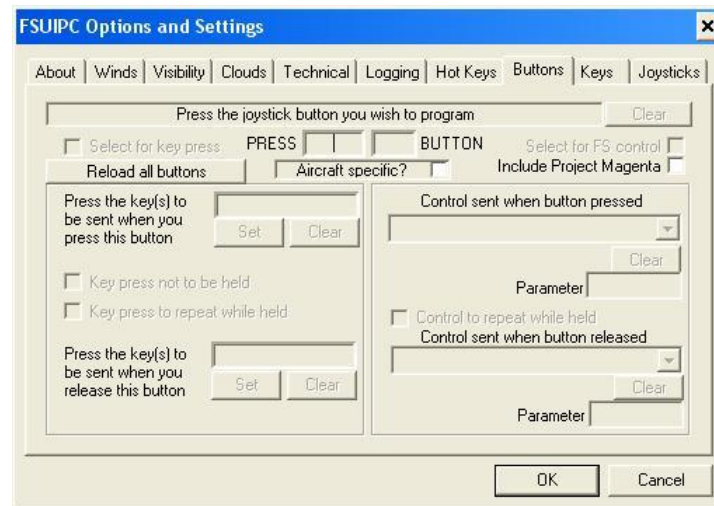 FSUIPC Options and Settings
About Winds Visibility Clouds Technical Logging Hot Keys Buttons Keys Joysticks
Press the joystick button you wish to program Clear
Select for key press PRESS BUTTON Select for FS control
Reload all buttons Aircraft specific? Include Project Magenta
Press the key(s) to
be sent when you
press this button
Set Clear
Key press not to be held
Key press to repeat while held
Press the key(s) to
be sent when you
release this button
Set Clear
Control sent when button pressed
Clear
Parameter
Control to repeat while held
Control sent when button released
Clear
Parameter
OK Cancel